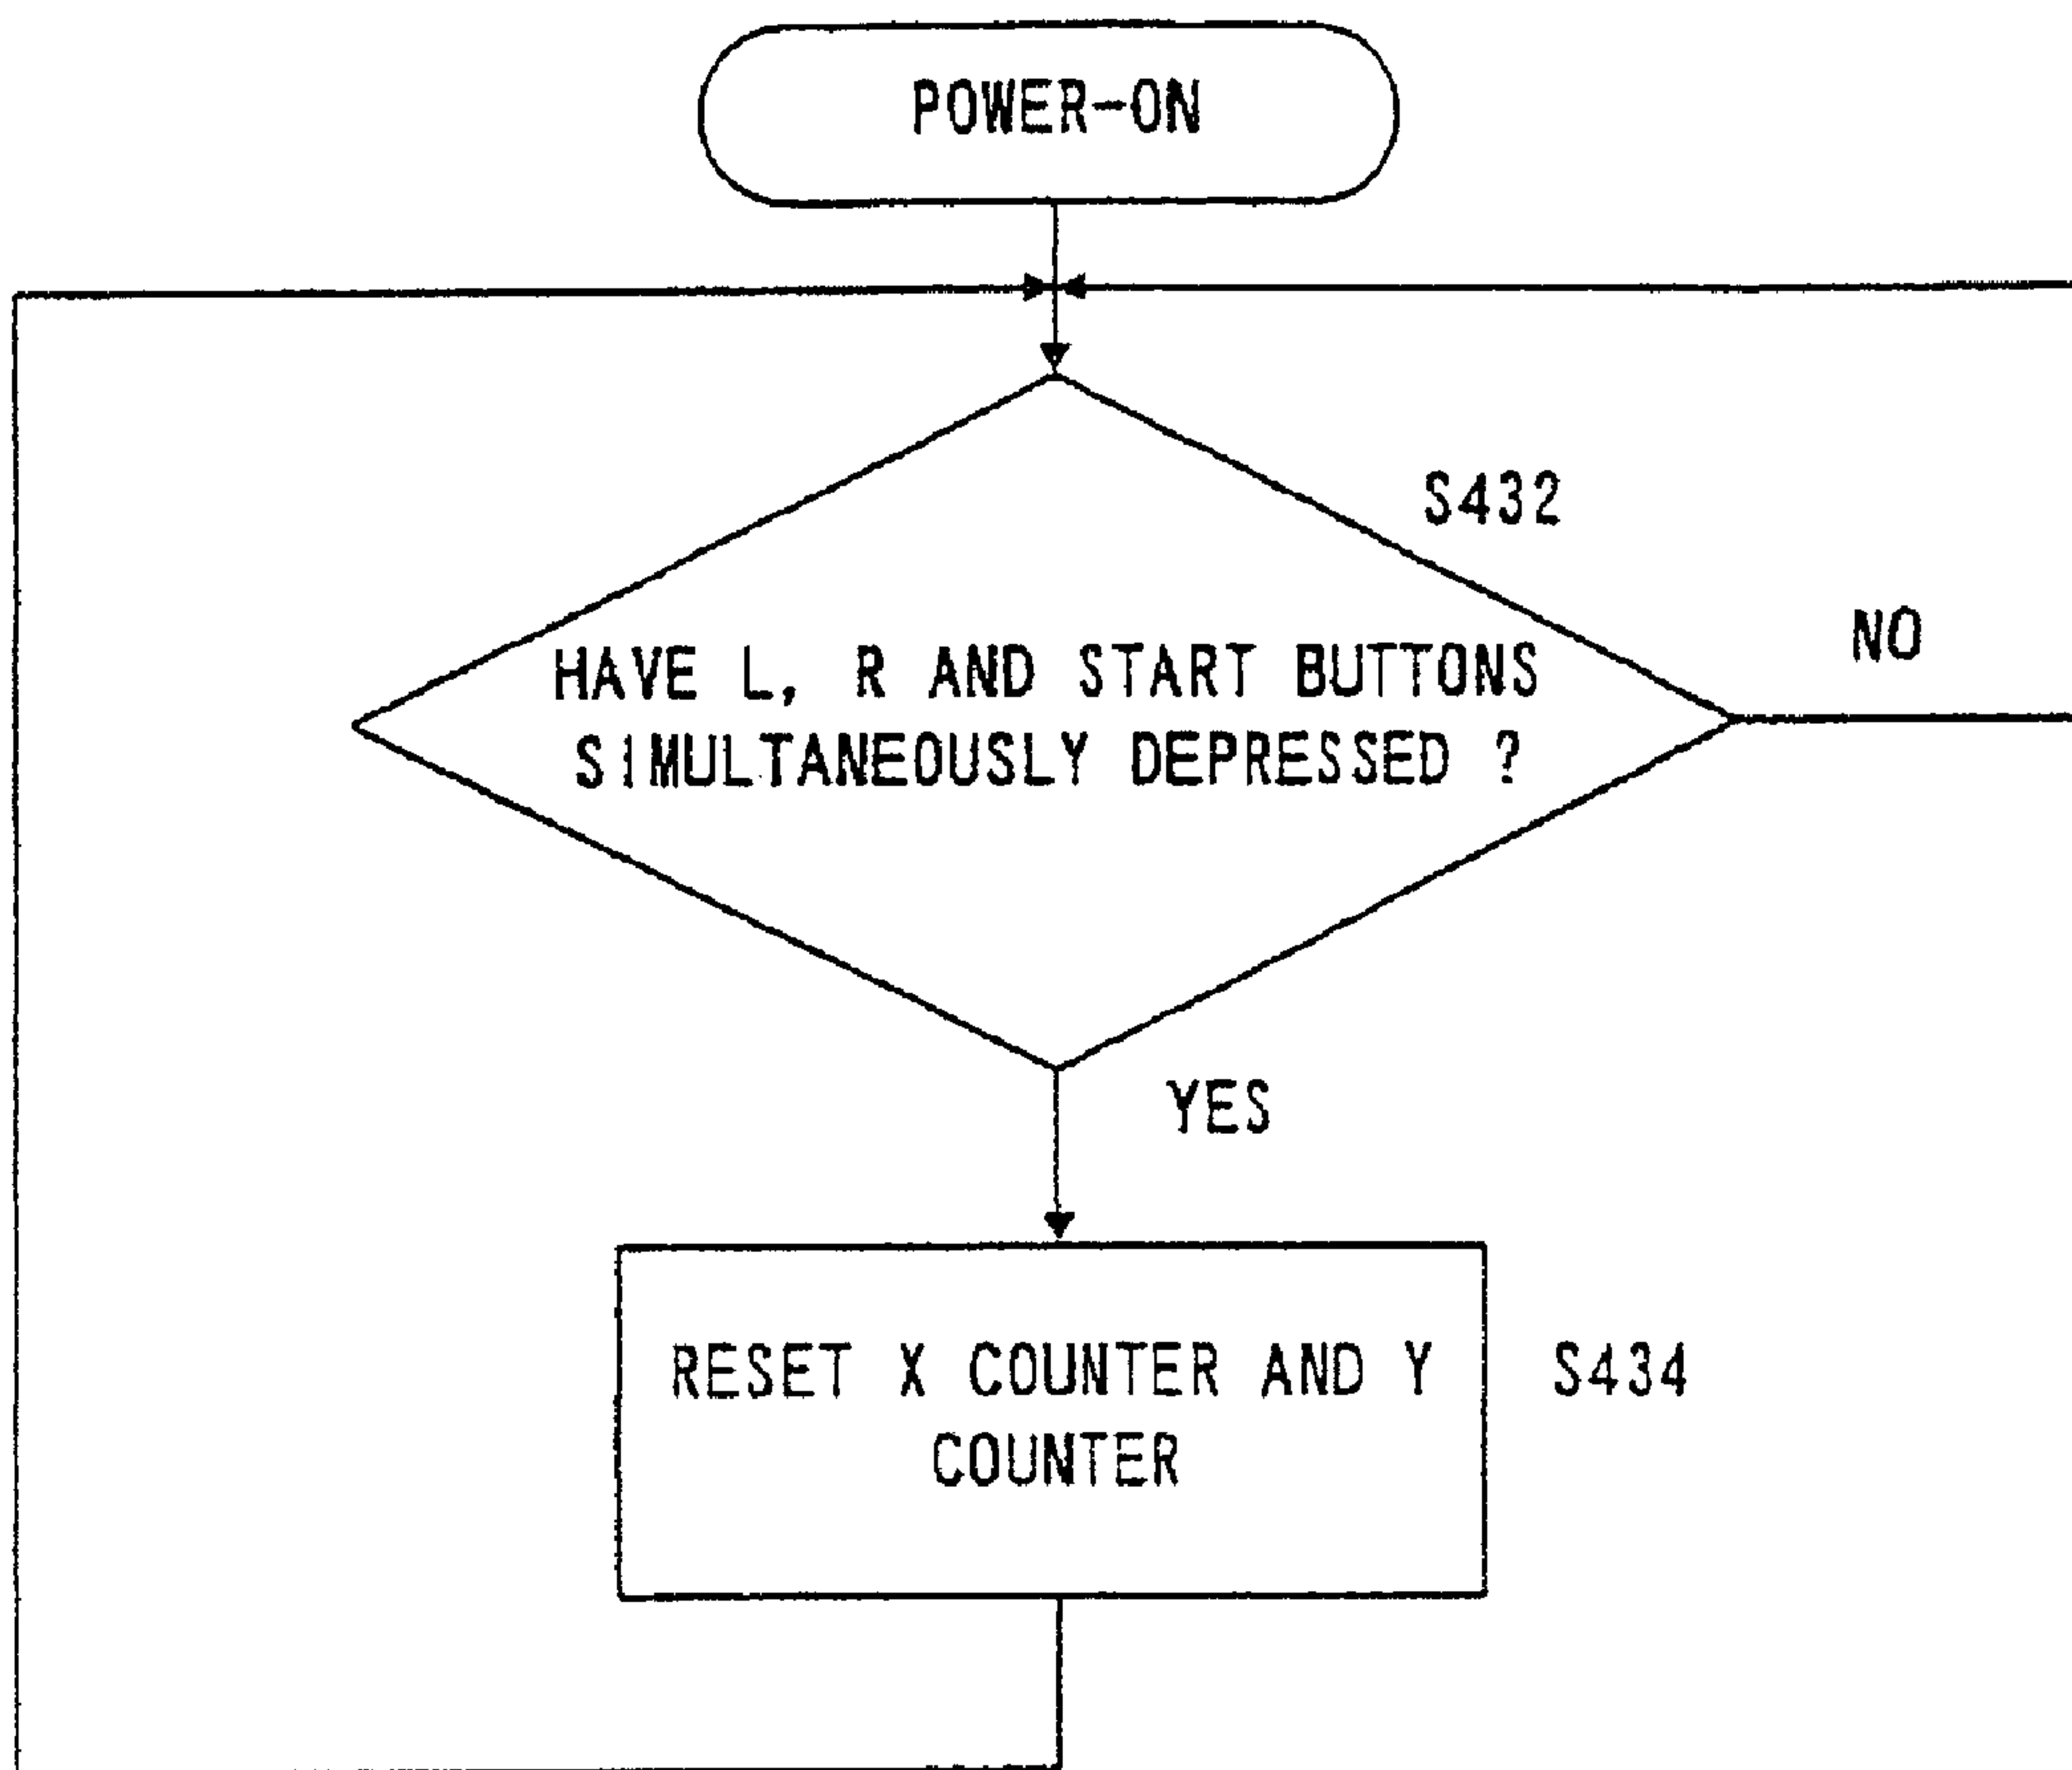 POWER-ON
S432
NO
HAVE L, R AND START BUTTONS
SIMULTANEOUSLY DEPRESSED ?
YES
RESET X COUNTER AND Y
S434
COUNTER